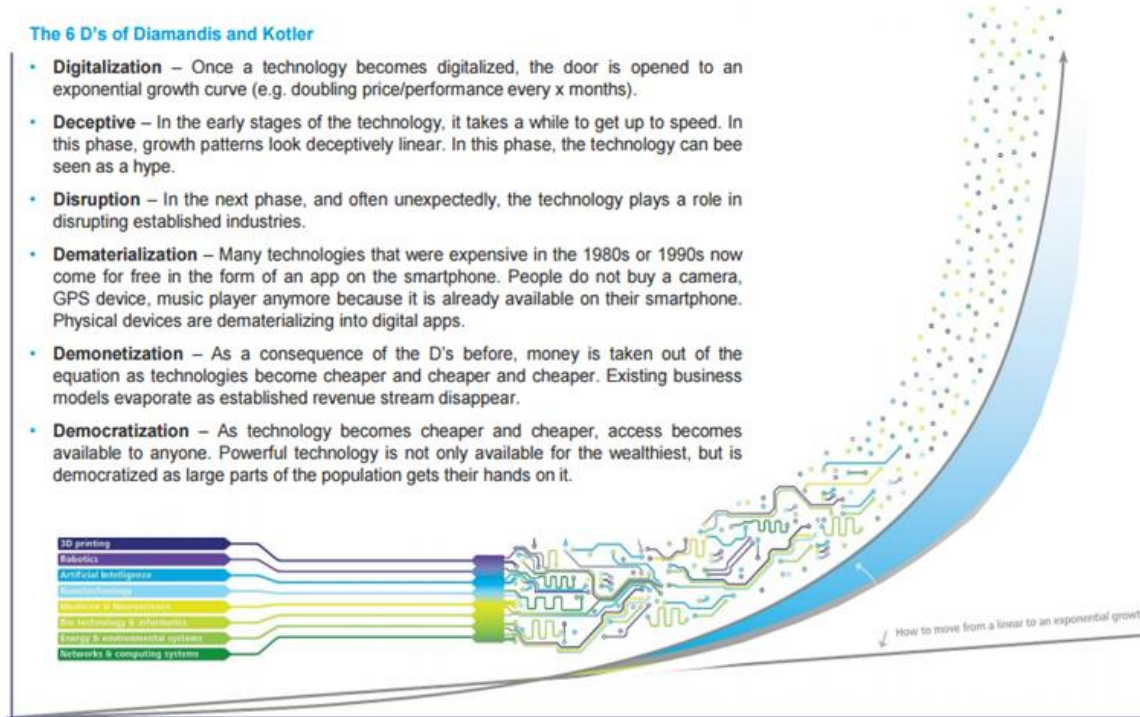 The 6 D's of Diamandis and Kotler
• Digitalization – Once a technology becomes digitalized, the door is opened to an
exponential growth curve (e.g. doubling price/performance every x months).
• Deceptive – In the early stages of the technology, it takes a while to get up to speed. In
this phase, growth patterns look deceptively linear. In this phase, the technology can bee
seen as a hype.
• Disruption – In the next phase, and often unexpectedly, the technology plays a role in
disrupting established industries.
• Dematerialization – Many technologies that were expensive in the 1980s or 1990s now
come for free in the form of an app on the smartphone. People do not buy a camera,
GPS device, music player anymore because it is already available on their smartphone.
Physical devices are dematerializing into digital apps.
• Demonetization – As a consequence of the D's before, money is taken out of the
equation as technologies become cheaper and cheaper and cheaper. Existing business
models evaporate as established revenue stream disappear.
• Democratization – As technology becomes cheaper and cheaper, access becomes
available to anyone. Powerful technology is not only available for the wealthiest, but is
democratized as large parts of the population gets their hands on it.
3D printing
Robotics
Artificial Intelligence
Nanotechnology
Medicine & Neuroscience
Bio technology & informatics
Energy & environmental systems
Networks & computing systems
How to move from a linear to an exponential growt